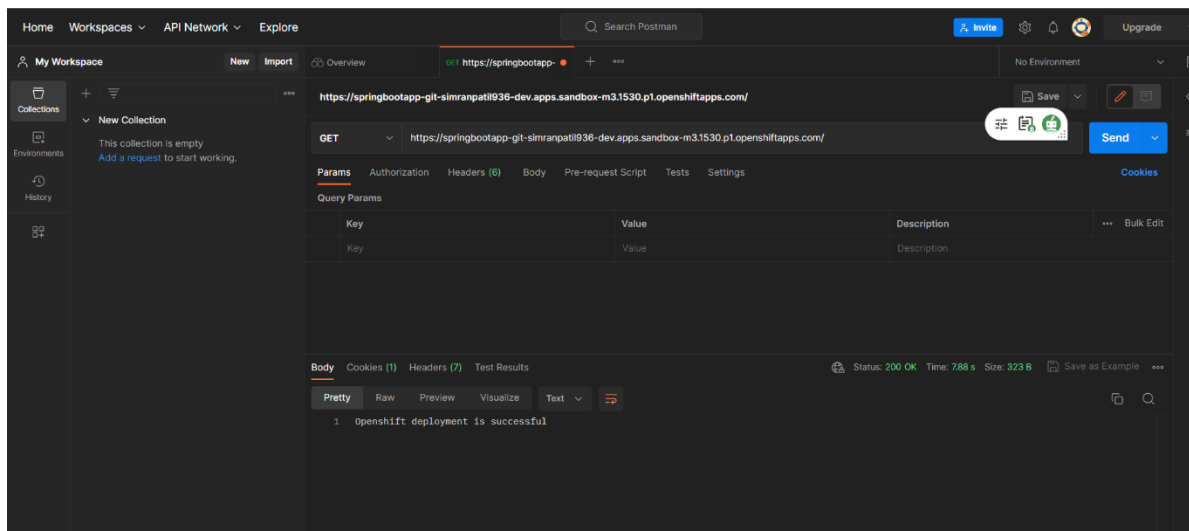 Home Workspaces API Network Explore Search Postman Invite Upgrade
My Workspace New Import Overview GET https://springbootapp- No Environment
Collections
Environments
History
New Collection
This collection is empty
Add a request to start working.
https://springbootapp-git-simranpatil936-dev.apps.sandbox-m3.1530.p1.openshiftapps.com/ Save
GET https://springbootapp-git-simranpatil936-dev.apps.sandbox-m3.1530.p1.openshiftapps.com/ Send
Params Authorization Headers (6) Body Pre-request Script Tests Settings Cookies
Query Params
Key Value Description Bulk Edit
Key Value Description
Body Cookies (1) Headers (7) Test Results Status: 200 OK Time: 7.88 s Size: 323 B Save as Example
Pretty Raw Preview Visualize Text
1 Openshift deployment is successful